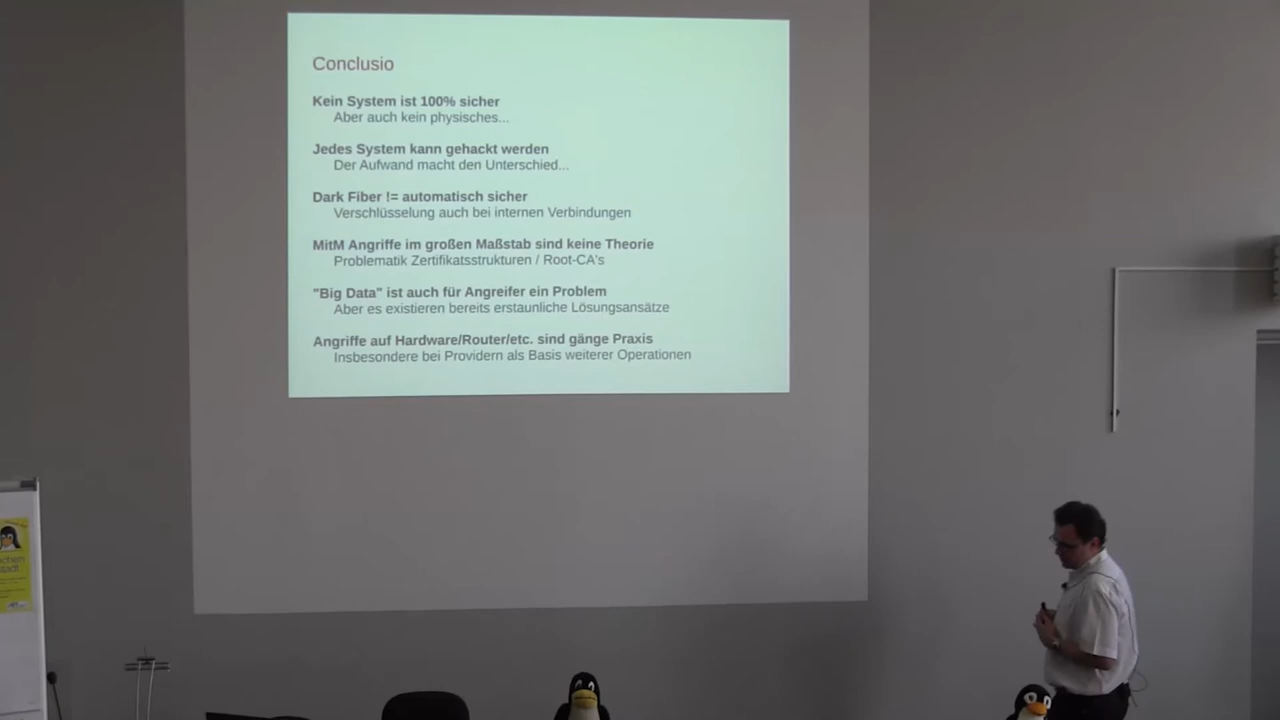 Conclusio
Kein System ist 100% sicher
Aber auch kein physisches...
Jedes System kann gehackt werden
Der Aufwand macht den Unterschied...
Dark Fiber != automatisch sicher
Verschlüsselung auch bei internen Verbindungen
MitM Angriffe im großen Maßstab sind keine Theorie
Problematik Zertifikatsstrukturen / Root-CA's
"Big Data" ist auch für Angreifer ein Problem
Aber es existieren bereits erstaunliche Lösungsansätze
Angriffe auf Hardware/Router/etc. sind gänge Praxis
Insbesondere bei Providern als Basis weiterer Operationen